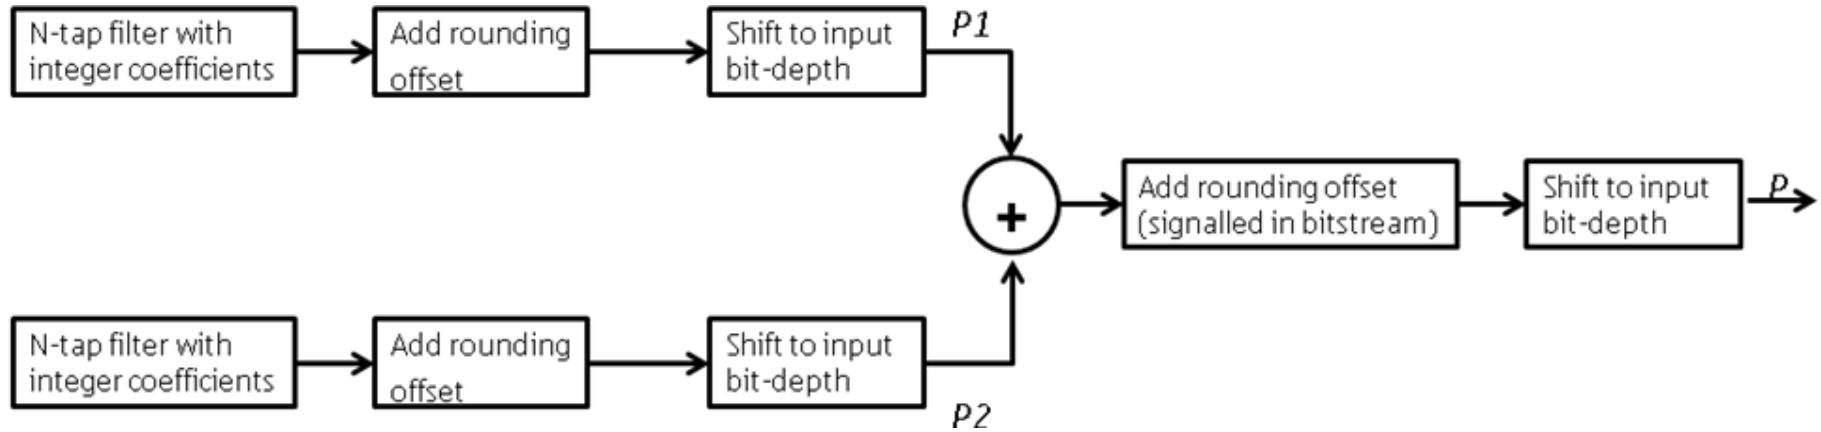 N-tap filter with
integer coefficients
Add rounding
offset
Shift to input
bit-depth
P1
+
Add rounding offset
(signalled in bitstream)
Shift to input
bit-depth
P
N-tap filter with
integer coefficients
Add rounding
offset
Shift to input
bit-depth
P2